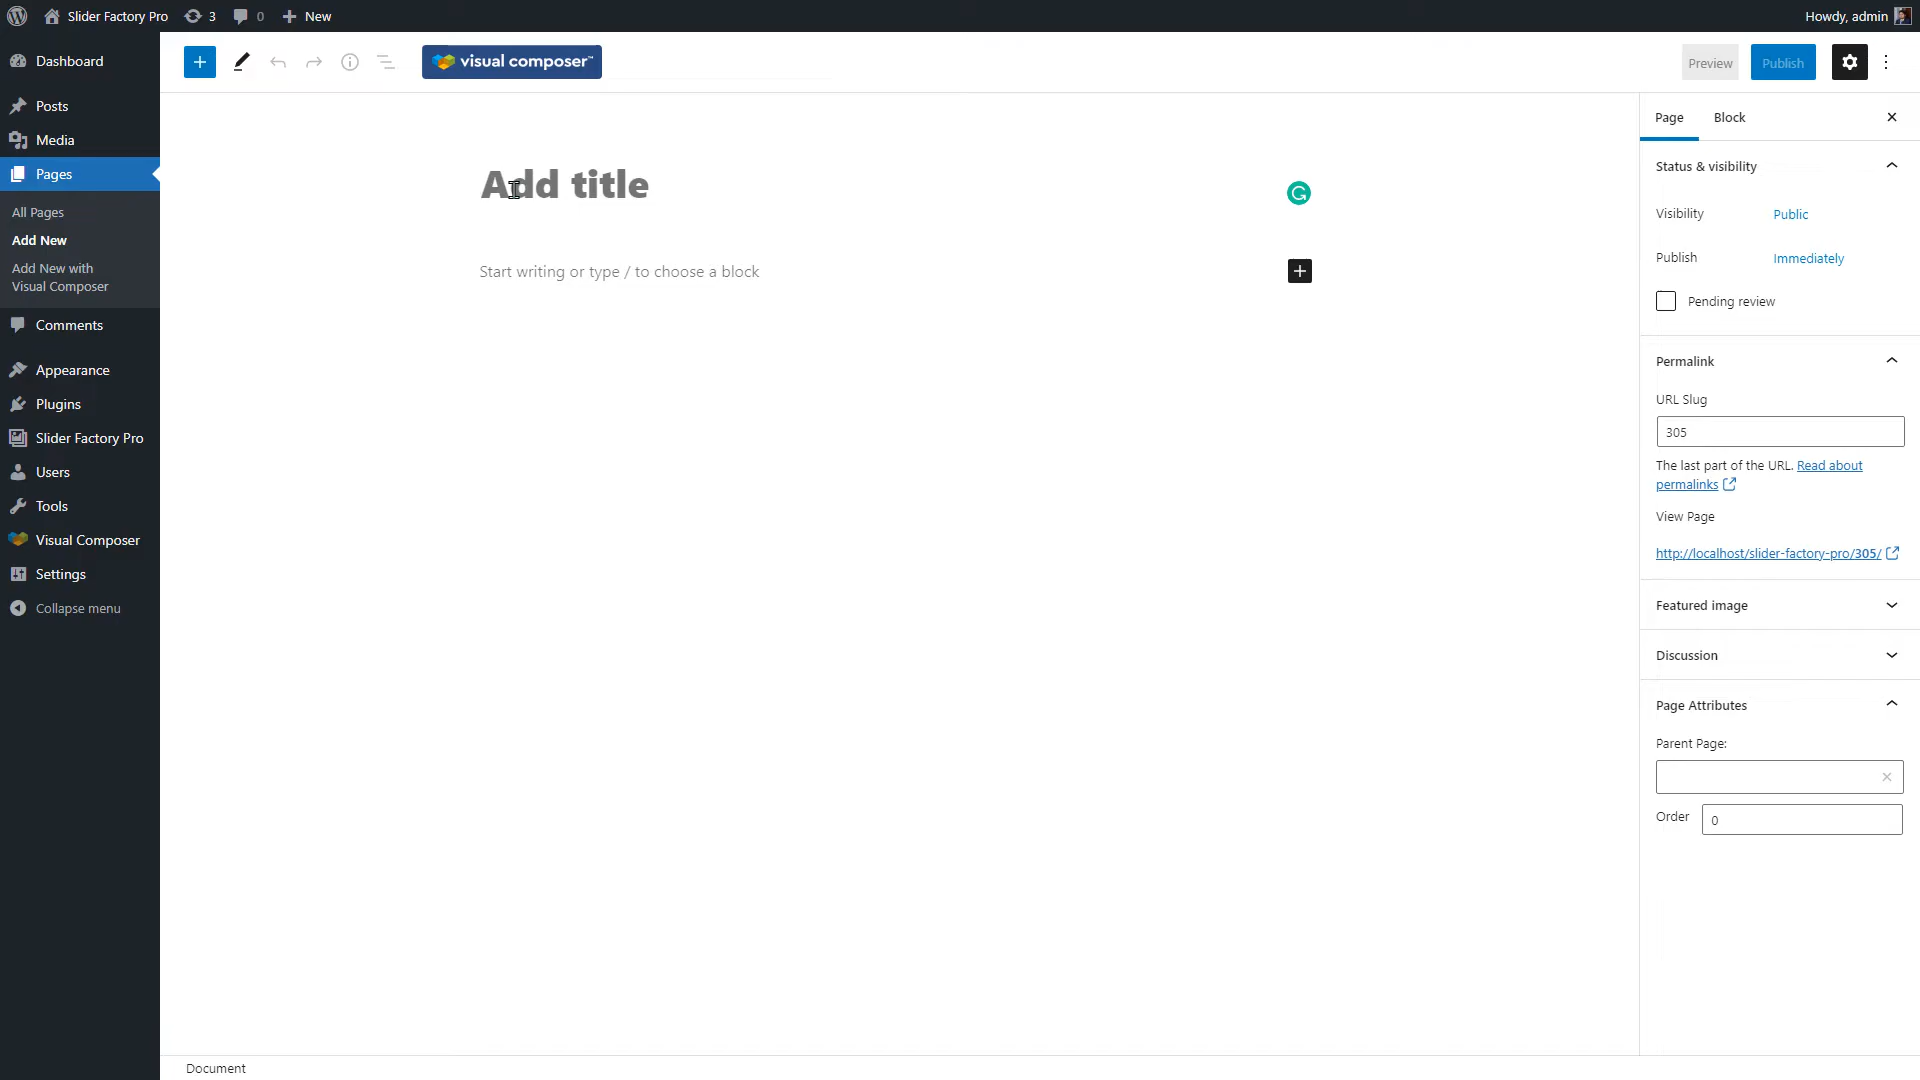 Slider Factory Pro
3
0
New
Howdy, admin
Dashboard
Posts
Media
Pages
All Pages
Add New
Add New with
Visual Composer
Comments
Appearance
Plugins
Slider Factory Pro
Users
Tools
Visual Composer
Settings
Collapse menu
visual composer™
Preview
Publish
Add title
Start writing or type / to choose a block
Page
Block
Status & visibility
Visibility
Public
Publish
Immediately
Pending review
Permalink
URL Slug
305
The last part of the URL. Read about
permalinks
View Page
http://localhost/slider-factory-pro/305/
Featured image
Discussion
Page Attributes
Parent Page:
Order
0
Document